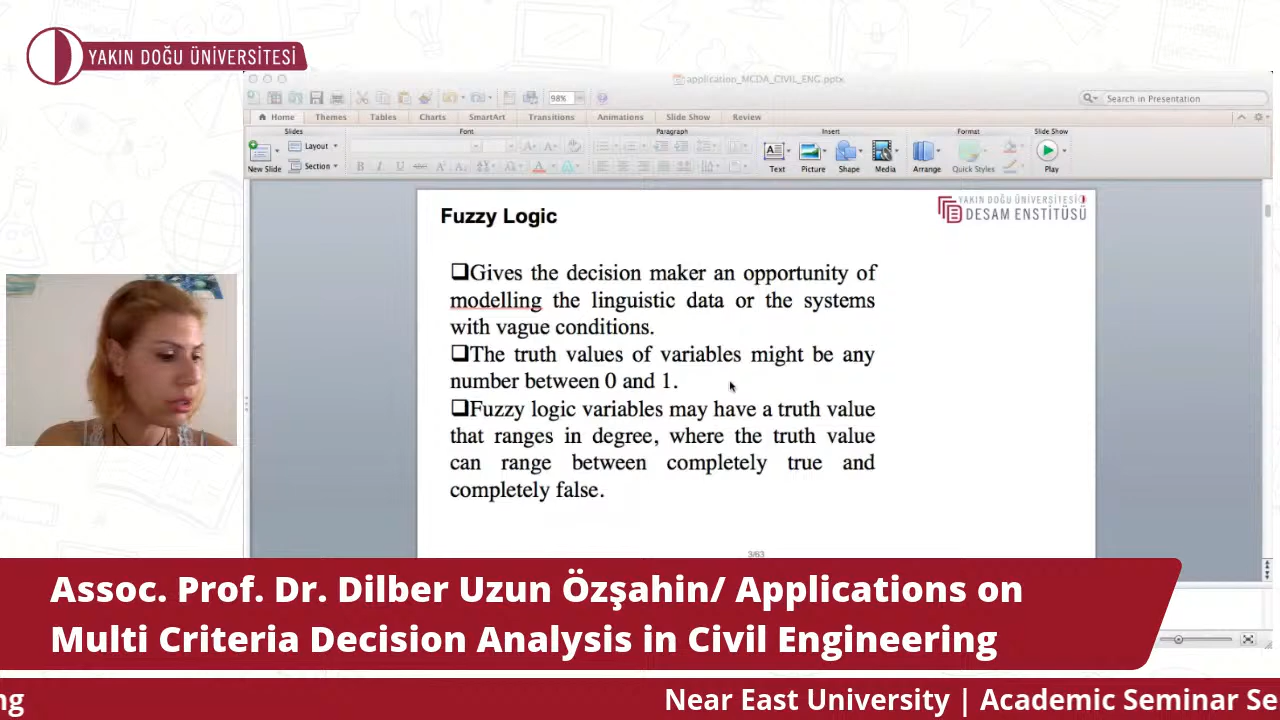 YAKIN DOĞU ÜNİVERSİTESİ
application_MCDA_CIVIL_ENG.pptx
98%
Search in Presentation
Home Themes Tables Charts SmartArt Transitions Animations Slide Show Review
Slides Font Paragraph Insert Format Slide Show
New Slide Layout Section Text Picture Shape Media Arrange Quick Styles Play
YAKIN DOĞU ÜNİVERSİTESİ
DESAM ENSTİTÜSÜ
Fuzzy Logic
❑Gives the decision maker an opportunity of
modelling the linguistic data or the systems
with vague conditions.
❑The truth values of variables might be any
number between 0 and 1.
❑Fuzzy logic variables may have a truth value
that ranges in degree, where the truth value
can range between completely true and
completely false.
3/63
Assoc. Prof. Dr. Dilber Uzun Özşahin/ Applications on
Multi Criteria Decision Analysis in Civil Engineering
ng Near East University | Academic Seminar Se